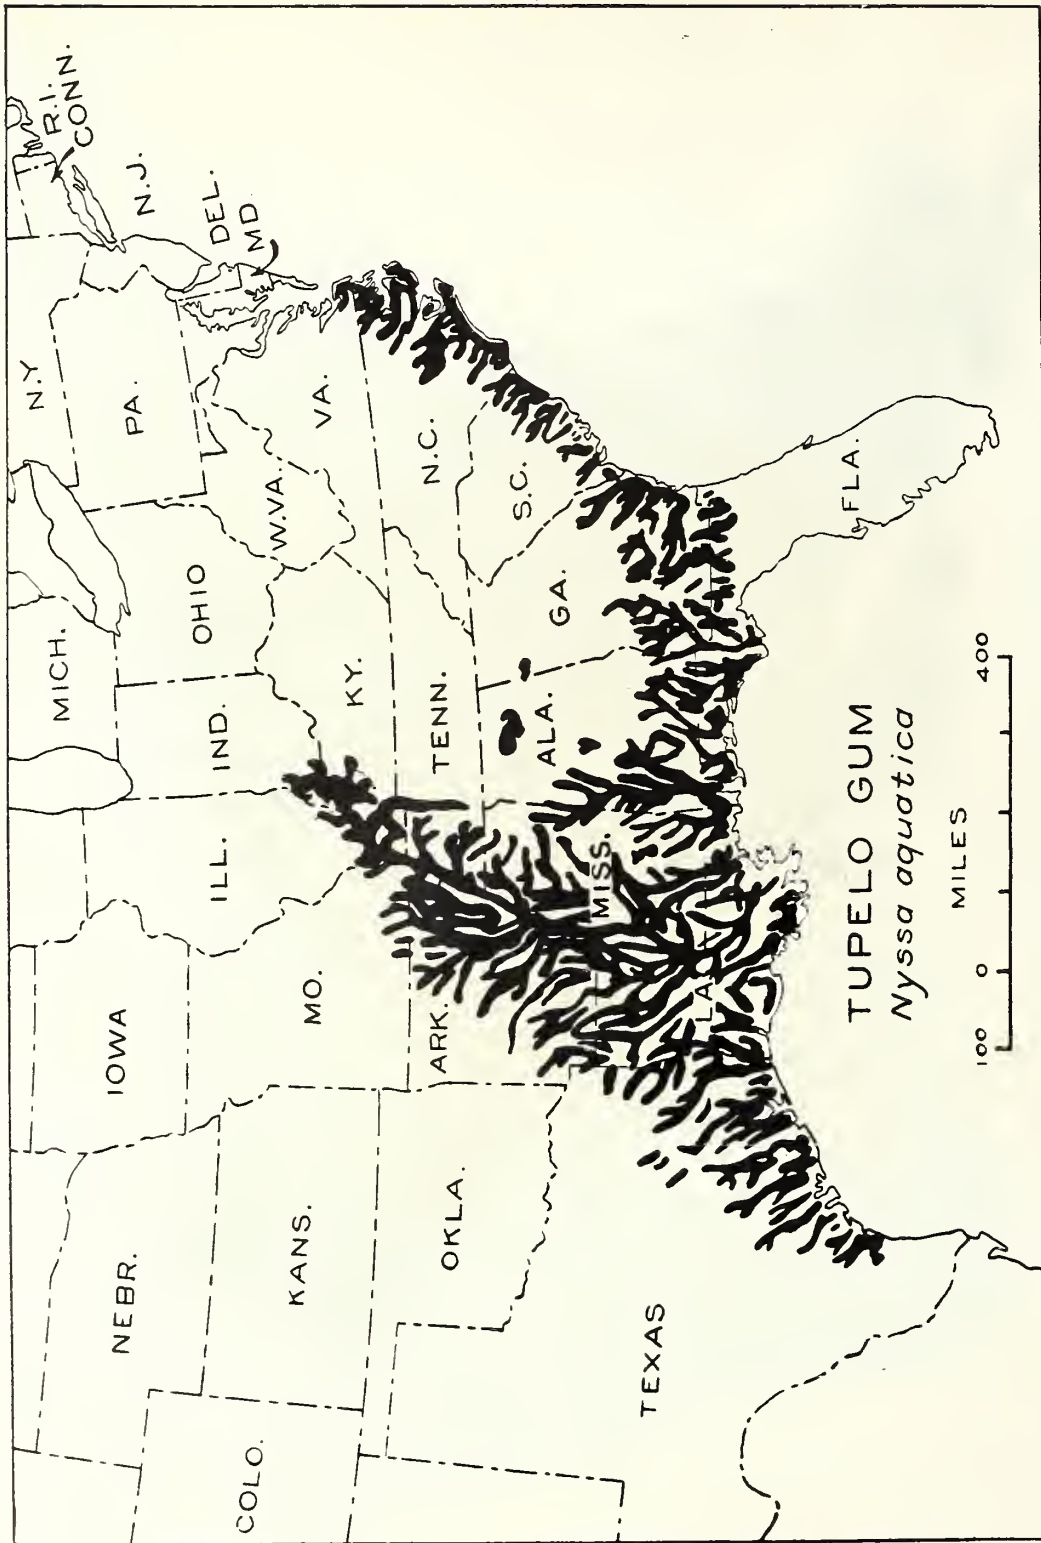 N.Y
R.I.
CONN.
MICH.
PA.
N.J.
IOWA
OHIO
DEL.
MD
NEBR.
ILL.
IND.
W.VA.
VA.
COLO.
KANS.
MO.
KY.
OKLA.
ARK.
TENN.
N.C.
S.C.
TEXAS
MISS.
ALA.
GA.
LA.
FLA.
TUPELO GUM
Nyssa aquatica
MILES
100 0 400